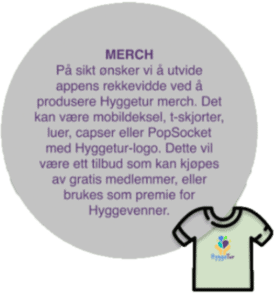 MERCH
På sikt ønsker vi å utvide
appens rekkevidde ved å
produsere Hyggetur merch. Det
kan være mobildeksel, t-skjorter,
luer, capser eller PopSocket
med Hyggetur-logo. Dette vil
være ett tilbud som kan kjøpes
av gratis medlemmer, eller
brukes som premie for
Hyggevenner.
HyggeTur